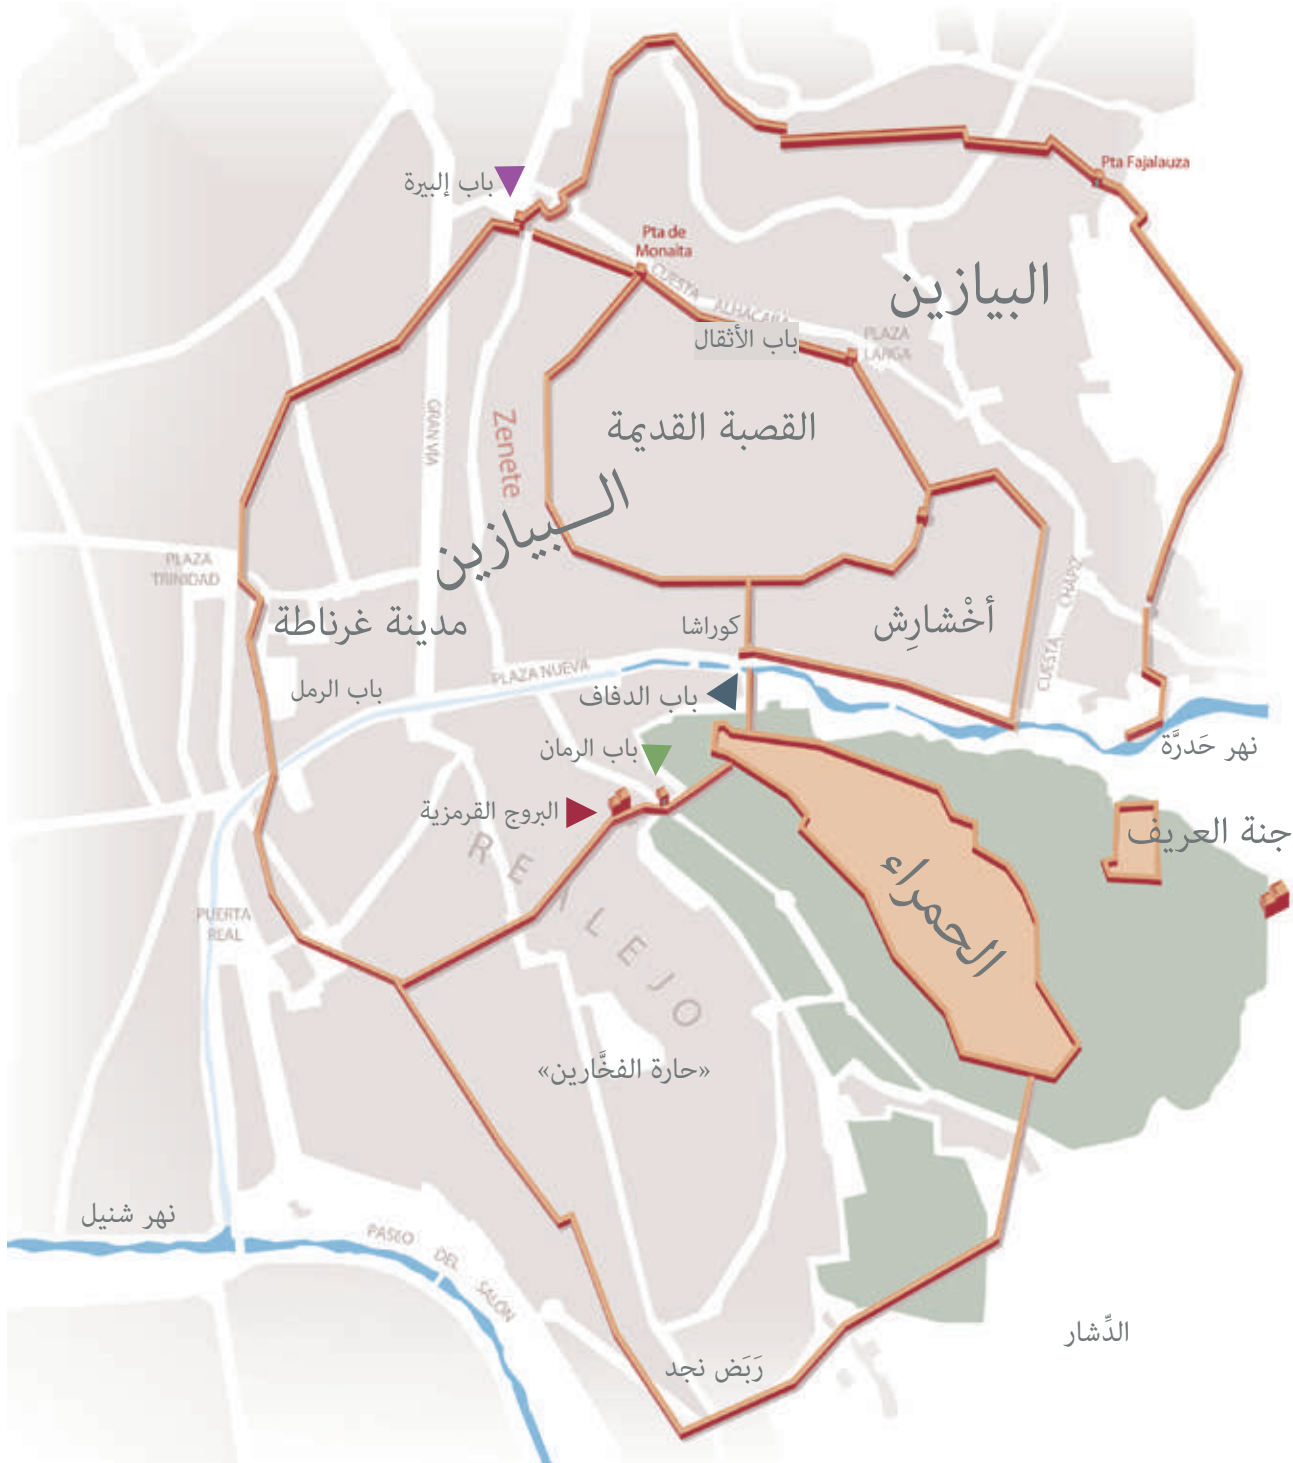 Pta Fajalauza
باب إلبيرة
Pta de
Monaita
CUESTA ALHACABA
البيازين
باب الأثقال
PLAZA
LARGA
GRAN VIA
Zenete
القصبة القديمة
البيازين
PLAZA
TRINIDAD
CUESTA CHAPIZ
مدينة غرناطة
كوراشا
أخْشارِش
PLAZA NUEVA
باب الرمل
باب الدفاف
نهر حَدرَّة
باب الرمان
البروج القرمزية
جنة العريف
REALEJO
الحمراء
PUERTA
REAL
«حارة الفخَّارين»
نهر شنيل
PASEO DEL SALÓN
الدِّشار
رَبَض نجد